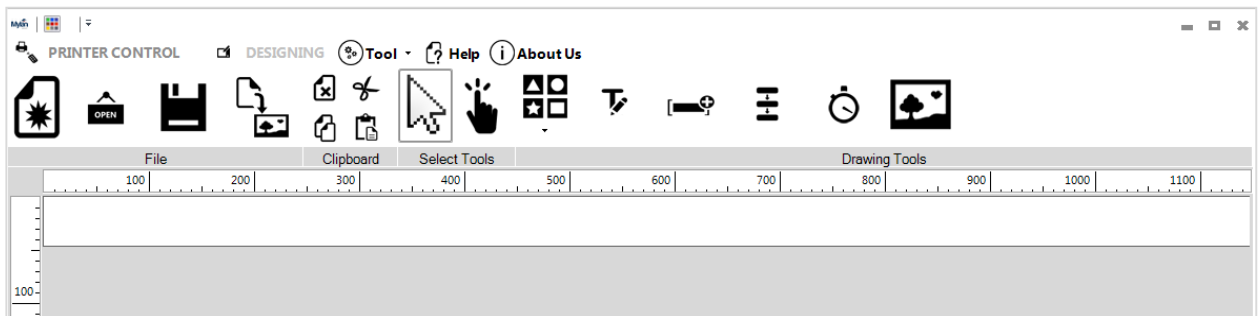 PRINTER CONTROL DESIGNING Tool Help i About Us
OPEN
File Clipboard Select Tools Drawing Tools
100 200 300 400 500 600 700 800 900 1000 1100
100